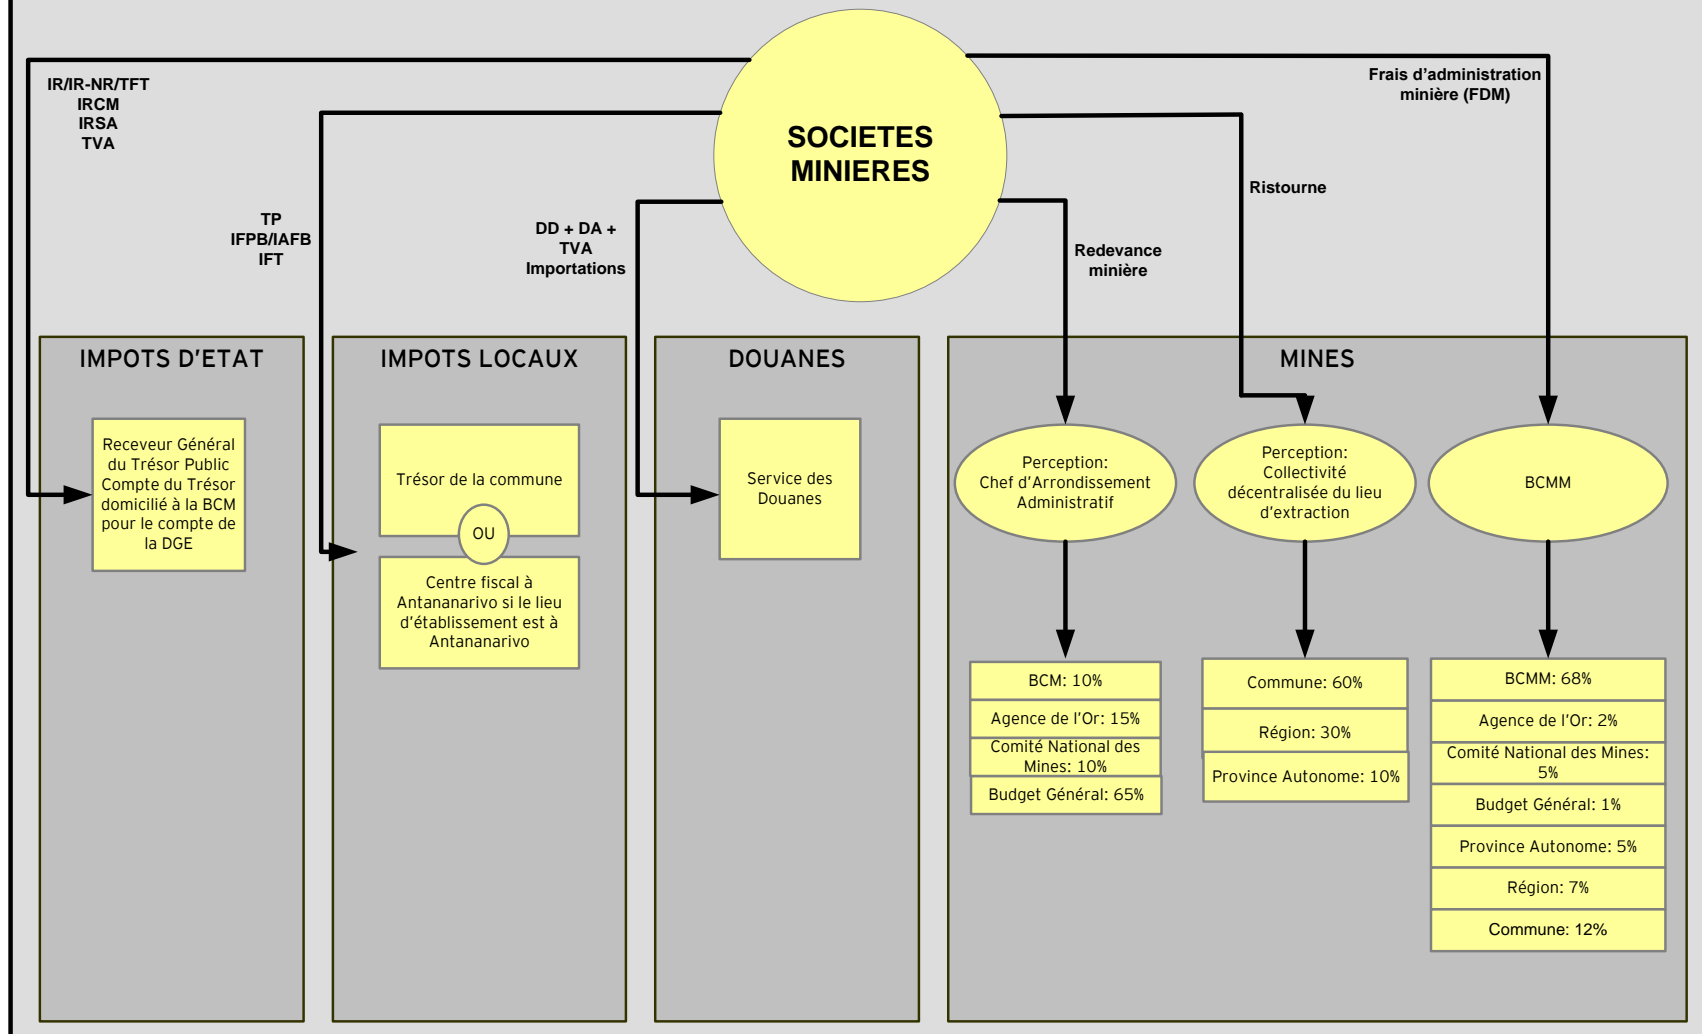 SOCIETES
MINIERES
IR/IR-NR/TFT
IRCM
IRSA
TVA
TP
IFPB/IAFB
IFT
DD + DA +
TVA
Importations
Redevance
minière
Ristourne
Frais d'administration
minière (FDM)
IMPOTS D'ETAT
Receveur Général
du Trésor Public
Compte du Trésor
domicilié à la BCM
pour le compte de
la DGE
IMPOTS LOCAUX
Trésor de la commune
OU
Centre fiscal à
Antananarivo si le lieu
d'établissement est à
Antananarivo
DOUANES
Service des
Douanes
MINES
Perception:
Chef d'Arrondissement
Administratif
BCM: 10%
Agence de l'Or: 15%
Comité National des
Mines: 10%
Budget Général: 65%
Perception:
Collectivité
décentralisée du lieu
d'extraction
Commune: 60%
Région: 30%
Province Autonome: 10%
BCMM
BCMM: 68%
Agence de l'Or: 2%
Comité National des Mines:
5%
Budget Général: 1%
Province Autonome: 5%
Région: 7%
Commune: 12%